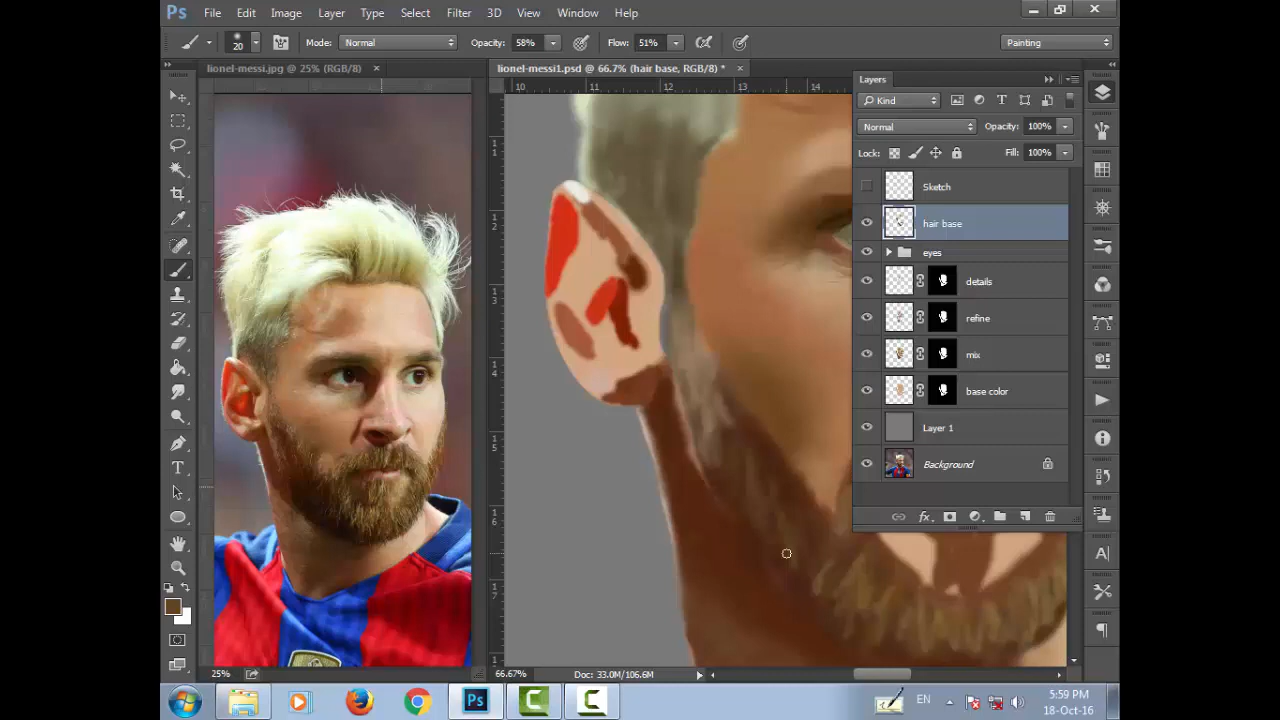 Ps File Edit Image Layer Type Select Filter 3D View Window Help
20 Mode: Normal Opacity: 58% Flow: 51% Painting
lionel-messi.jpg @ 25% (RGB/8) × lionel-messi1.psd @ 66.7% (hair base, RGB/8) * ×
10 11 12 13 14
Layers
Kind
Normal Opacity: 100%
Lock: Fill: 100%
Sketch
hair base
eyes
details
refine
mix
base color
Layer 1
Background
fx
25% 66.67% Doc: 33.0M/106.6M
Ps EN 5:59 PM
18-Oct-16